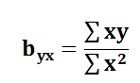 b_yx = ∑xy / ∑x²